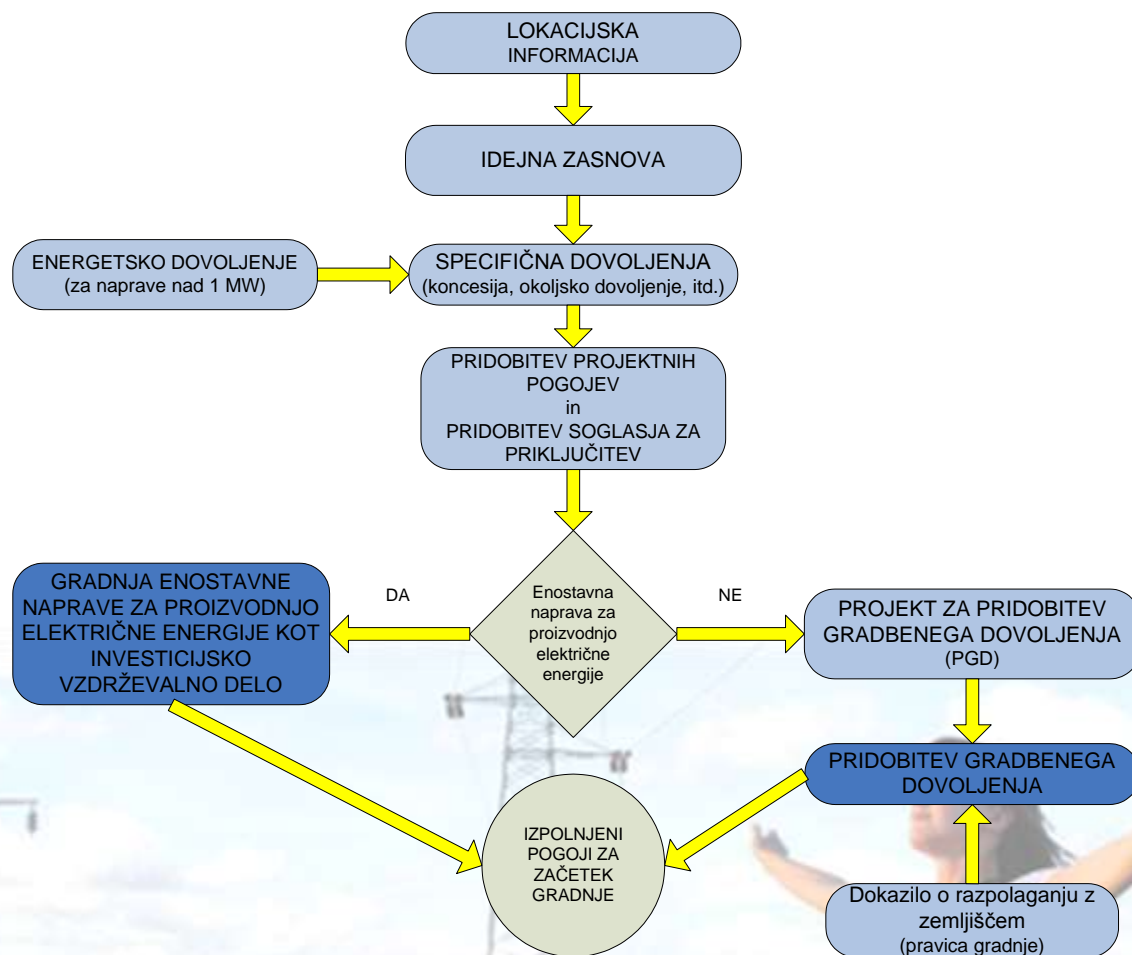 LOKACIJSKA
INFORMACIJA
IDEJNA ZASNOVA
ENERGETSKO DOVOLJENJE
(za naprave nad 1 MW)
SPECIFIČNA DOVOLJENJA
(koncesija, okoljsko dovoljenje, itd.)
PRIDOBITEV PROJEKTNIH
POGOJEV
in
PRIDOBITEV SOGLASJA ZA
PRIKLJUČITEV
Enostavna
naprava za
proizvodnjo
električne
energije
DA
NE
GRADNJA ENOSTAVNE
NAPRAVE ZA PROIZVODNJO
ELEKTRIČNE ENERGIJE KOT
INVESTICIJSKO
VZDRŽEVALNO DELO
PROJEKT ZA PRIDOBITEV
GRADBENEGA DOVOLJENJA
(PGD)
PRIDOBITEV GRADBENEGA
DOVOLJENJA
IZPOLNJENI
POGOJI ZA
ZAČETEK
GRADNJE
Dokazilo o razpolaganju z
zemljiščem
(pravica gradnje)